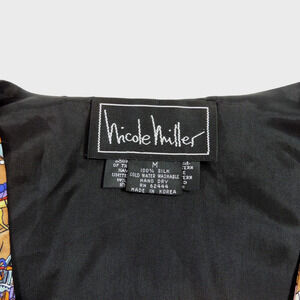 Nicole Miller
M
100% SILK
COLD WATER WASHABLE
HAND DRY
RN 62444
MADE IN KOREA